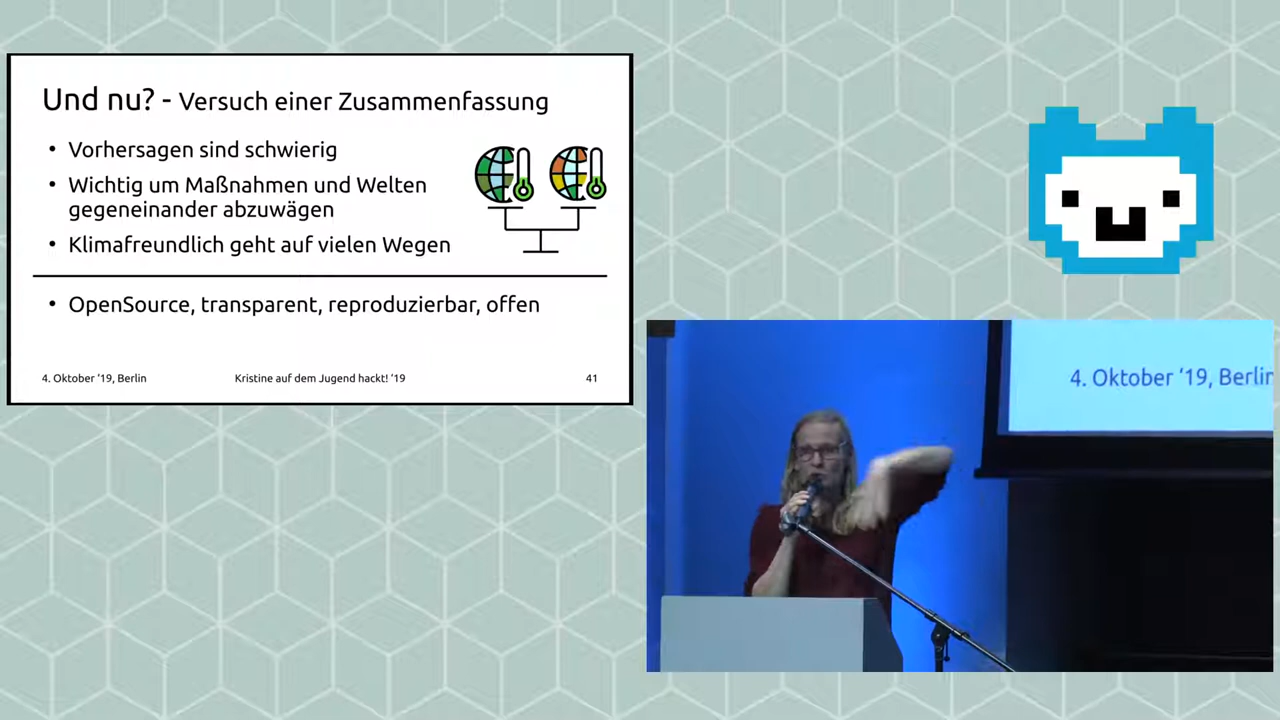 Und nu? - Versuch einer Zusammenfassung
• Vorhersagen sind schwierig
• Wichtig um Maßnahmen und Welten
gegeneinander abzuwägen
• Klimafreundlich geht auf vielen Wegen
• OpenSource, transparent, reproduzierbar, offen
4. Oktober ‘19, Berlin
Kristine auf dem Jugend hackt! ‘19
41
4. Oktober ‘19, Berlin